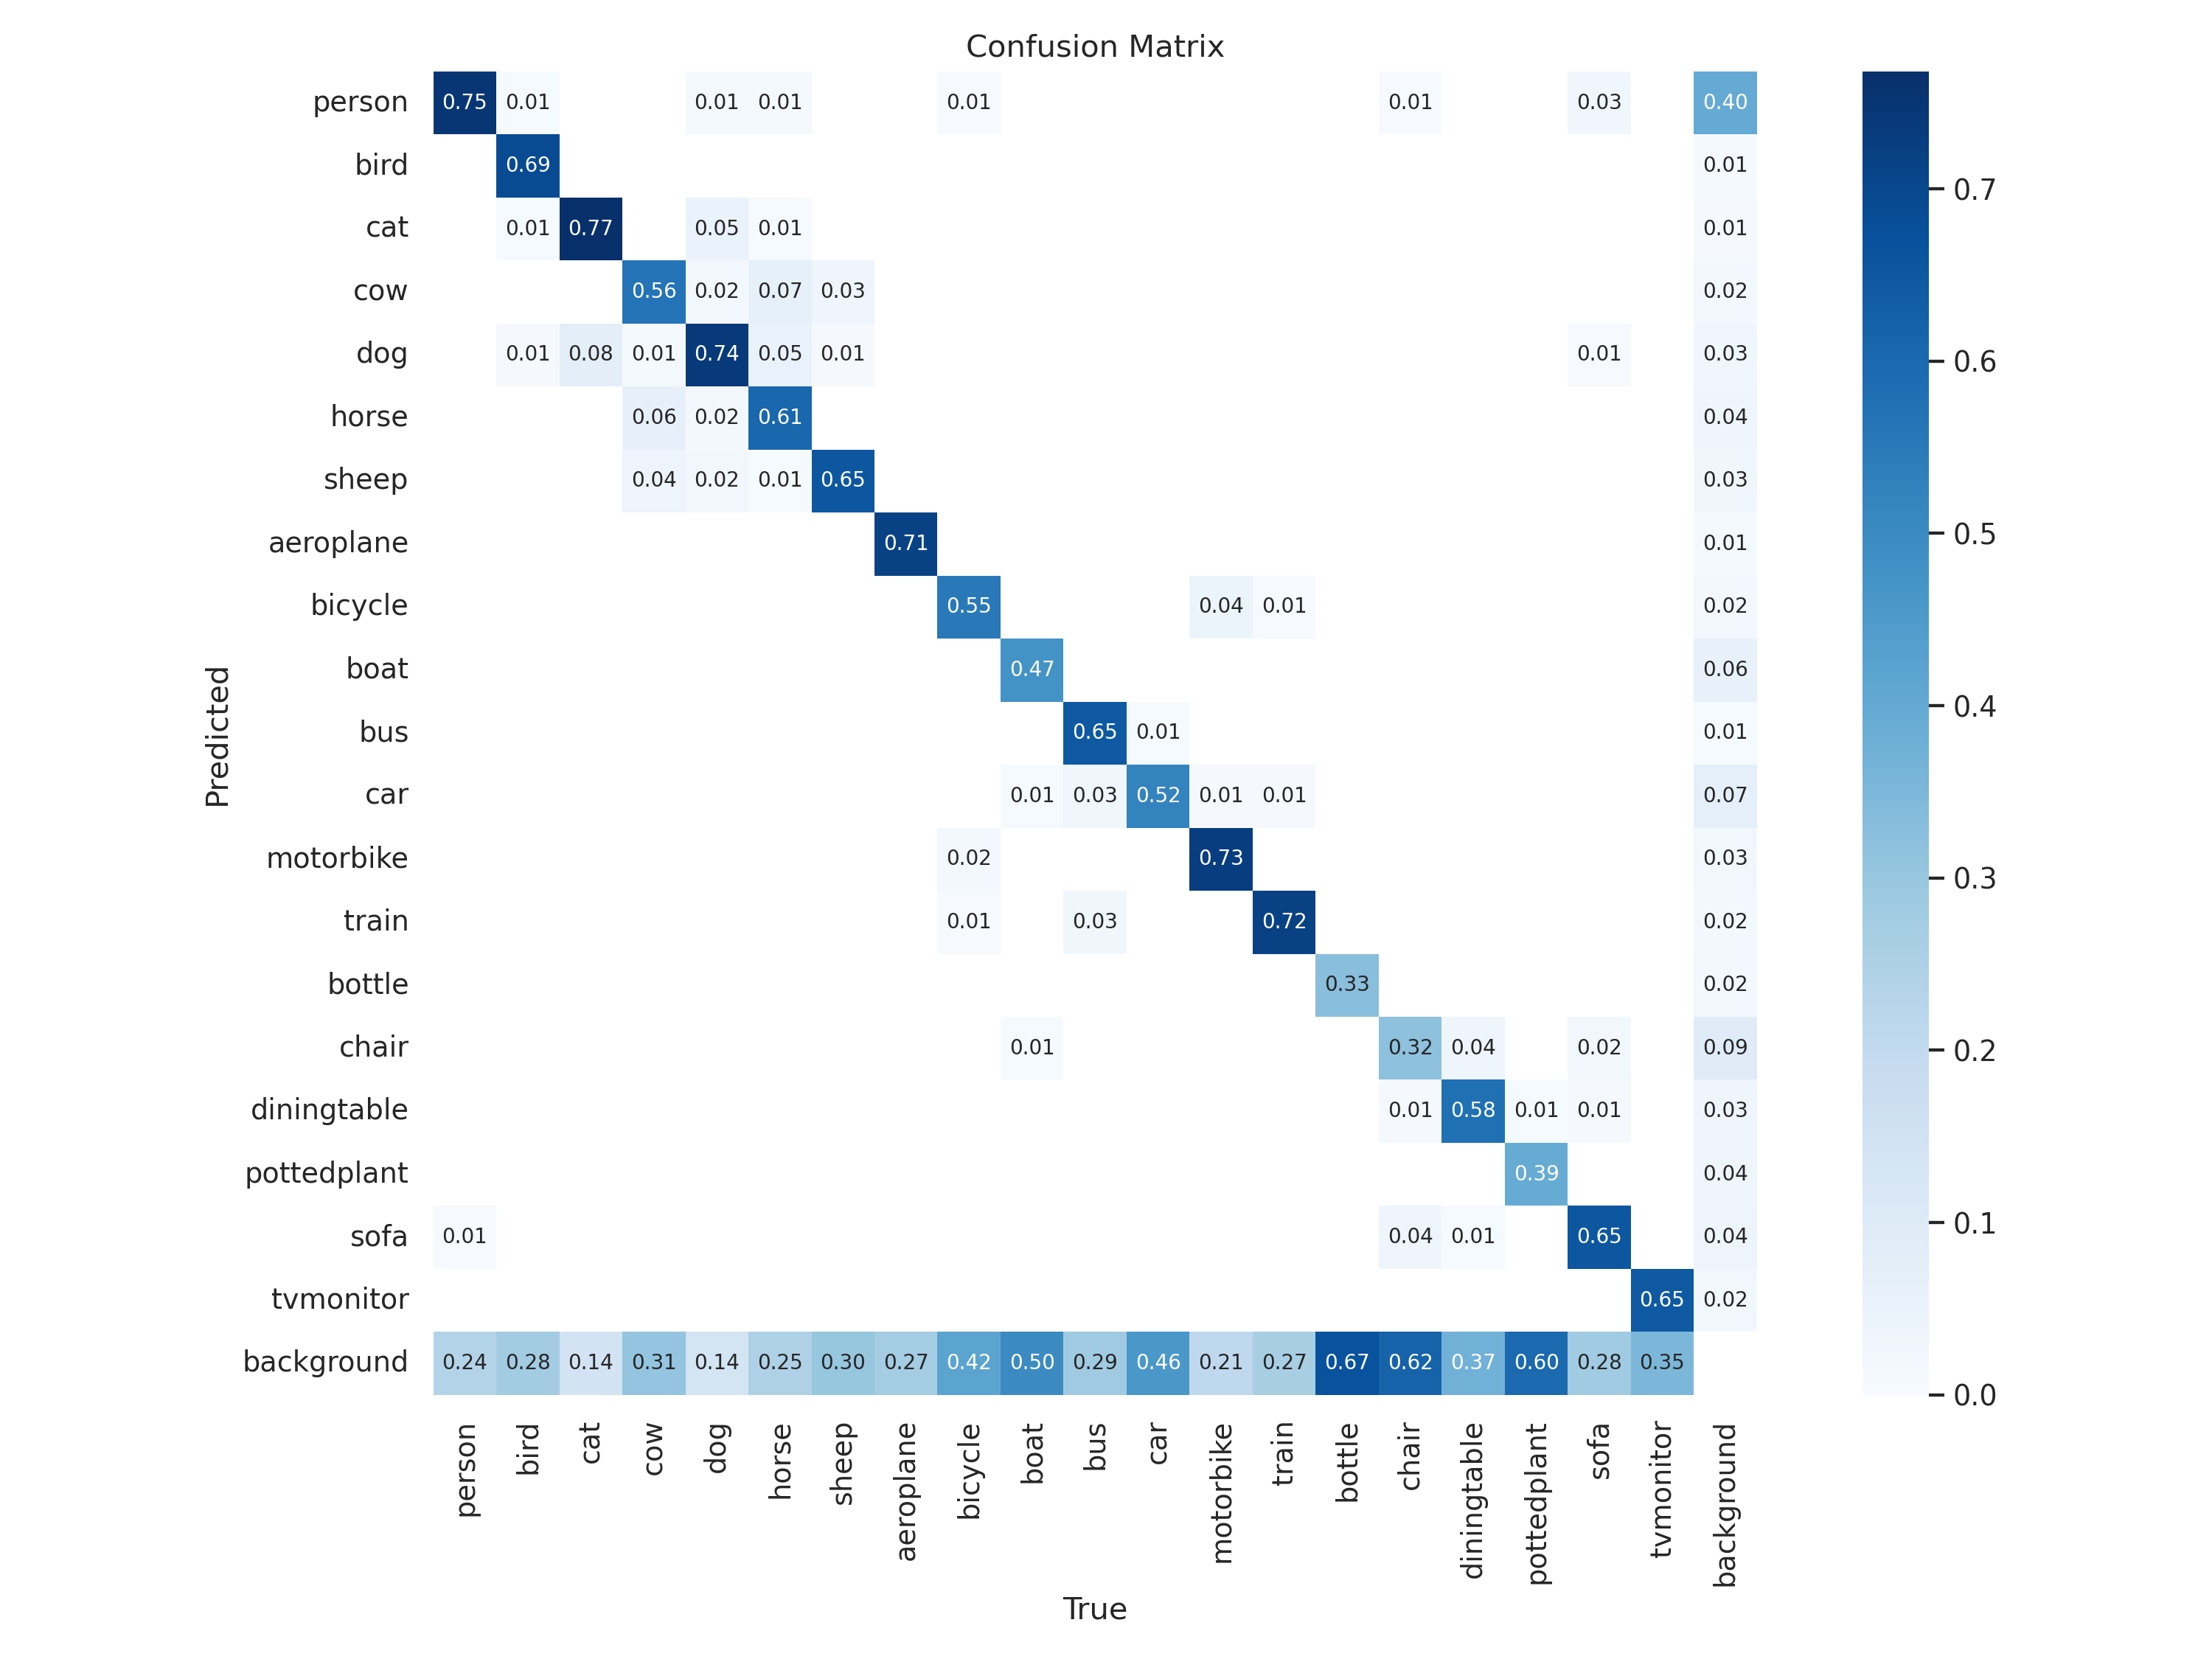 Confusion Matrix
person 0.75 0.01 0.01 0.01 0.01 0.01 0.03 0.40
bird 0.69 0.01
cat 0.01 0.77 0.05 0.01 0.01
cow 0.56 0.02 0.07 0.03 0.02
dog 0.01 0.08 0.01 0.74 0.05 0.01 0.01 0.03
horse 0.06 0.02 0.61 0.04
sheep 0.04 0.02 0.01 0.65 0.03
aeroplane 0.71 0.01
bicycle 0.55 0.04 0.01 0.02
boat 0.47 0.06
bus 0.65 0.01 0.01
car 0.01 0.03 0.52 0.01 0.01 0.07
motorbike 0.02 0.73 0.03
train 0.01 0.03 0.72 0.02
bottle 0.33 0.02
chair 0.01 0.32 0.04 0.02 0.09
diningtable 0.01 0.58 0.01 0.01 0.03
pottedplant 0.39 0.04
sofa 0.01 0.04 0.01 0.65 0.04
tvmonitor 0.65 0.02
background 0.24 0.28 0.14 0.31 0.14 0.25 0.30 0.27 0.42 0.50 0.29 0.46 0.21 0.27 0.67 0.62 0.37 0.60 0.28 0.35
Predicted
person
bird
cat
cow
dog
horse
sheep
aeroplane
bicycle
boat
bus
car
motorbike
train
bottle
chair
diningtable
pottedplant
sofa
tvmonitor
background
True
0.7
0.6
0.5
0.4
0.3
0.2
0.1
0.0